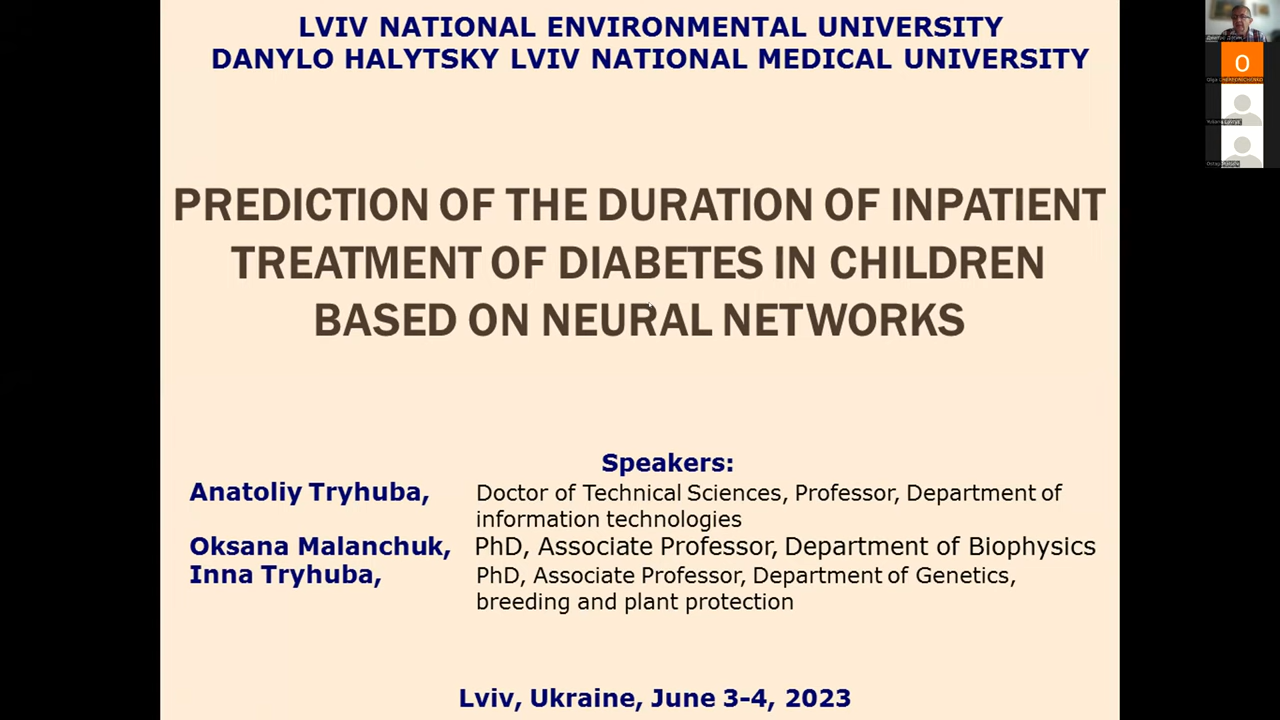 LVIV NATIONAL ENVIRONMENTAL UNIVERSITY
DANYLO HALYTSKY LVIV NATIONAL MEDICAL UNIVERSITY
PREDICTION OF THE DURATION OF INPATIENT
TREATMENT OF DIABETES IN CHILDREN
BASED ON NEURAL NETWORKS
Speakers:
Anatoliy Tryhuba, Doctor of Technical Sciences, Professor, Department of
information technologies
Oksana Malanchuk, PhD, Associate Professor, Department of Biophysics
Inna Tryhuba, PhD, Associate Professor, Department of Genetics,
breeding and plant protection
Lviv, Ukraine, June 3-4, 2023
O